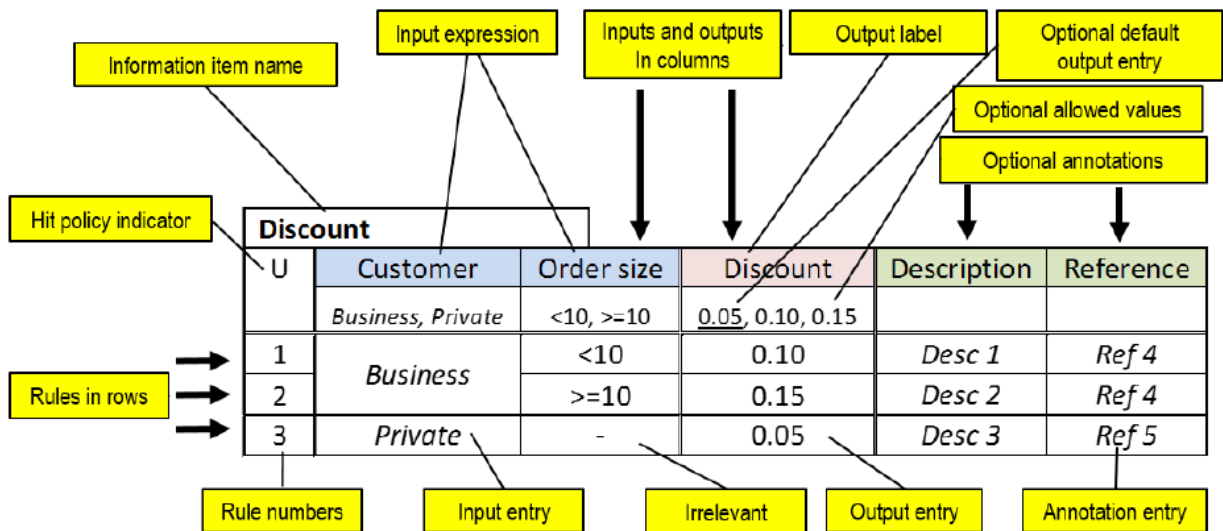 Input expression
Inputs and outputs
In columns
Output label
Optional default
output entry
Information item name
Optional allowed values
Optional annotations
Hit policy indicator
Discount
U Customer Order size Discount Description Reference
Business, Private <10, >=10 0.05, 0.10, 0.15
Rules in rows
1 Business <10 0.10 Desc 1 Ref 4
2 >=10 0.15 Desc 2 Ref 4
3 Private - 0.05 Desc 3 Ref 5
Rule numbers
Input entry
Irrelevant
Output entry
Annotation entry